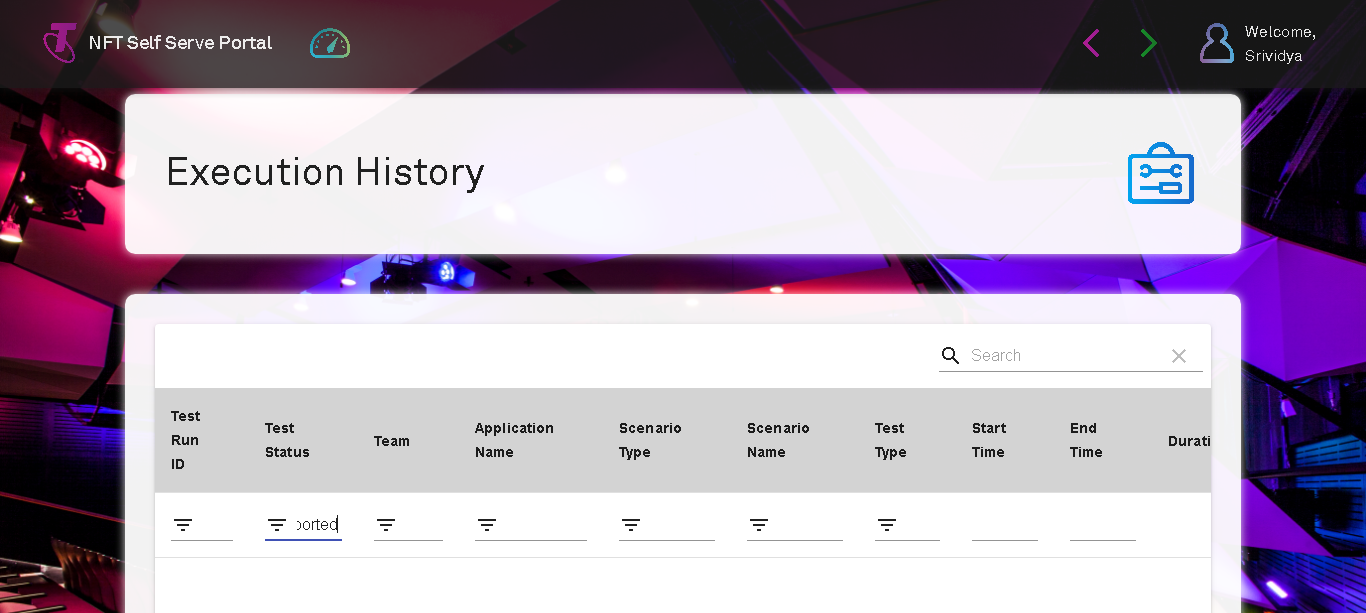 NFT Self Serve Portal
Welcome,
Srividya
Execution History
Search
Test
Run
ID
Test
Status
Team
Application
Name
Scenario
Type
Scenario
Name
Test
Type
Start
Time
End
Time
Durati
ported